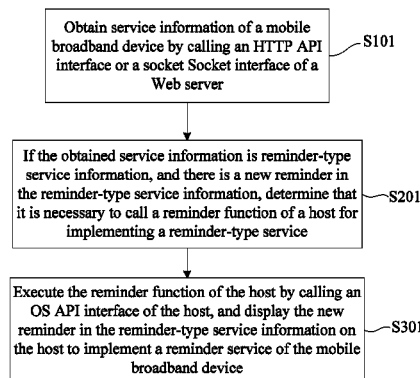 Obtain service information of a mobile
broadband device by calling an HTTP API
interface or a socket Socket interface of a
Web server
S101
If the obtained service information is reminder-type
service information, and there is a new reminder in
the reminder-type service information, determine that
it is necessary to call a reminder function of a host for
implementing a reminder-type service
S201
Execute the reminder function of the host by calling an
OS API interface of the host, and display the new
reminder in the reminder-type service information on
the host to implement a reminder service of the mobile
broadband device
S301